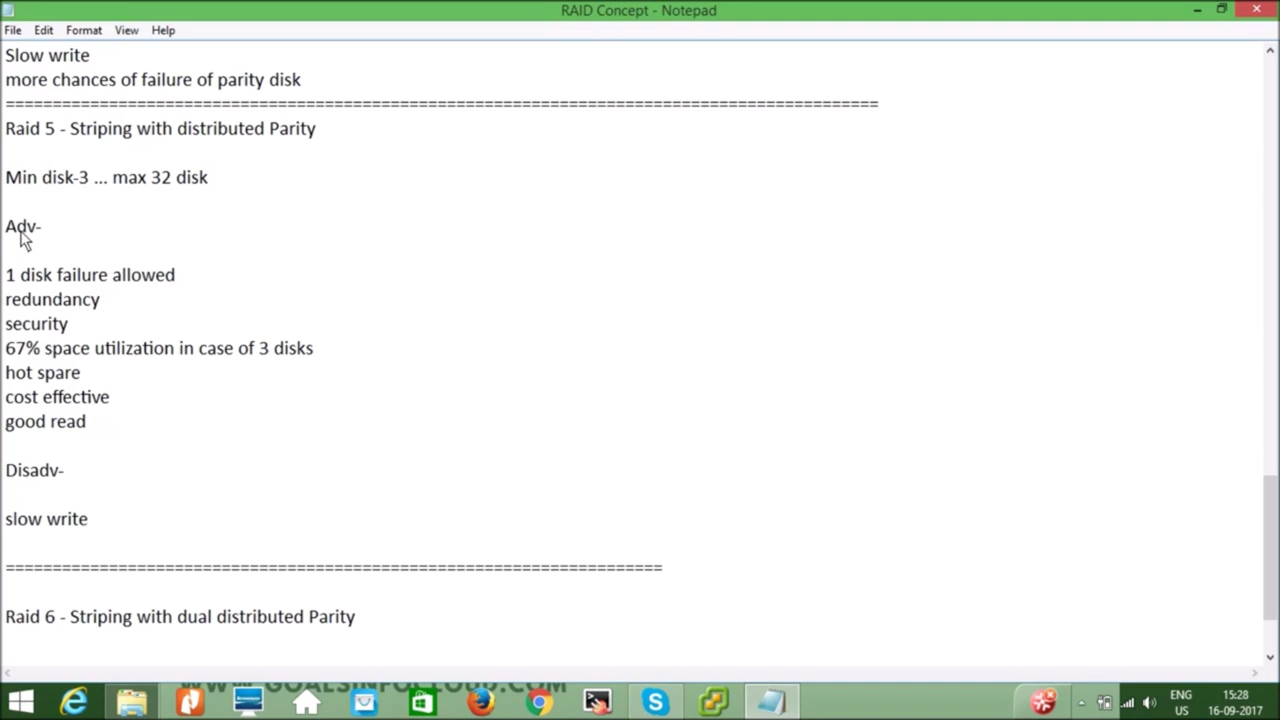 RAID Concept - Notepad
File Edit Format View Help
Slow write
more chances of failure of parity disk
=============================================================================================
Raid 5 - Striping with distributed Parity
Min disk-3 ... max 32 disk
Adv-
1 disk failure allowed
redundancy
security
67% space utilization in case of 3 disks
hot spare
cost effective
good read
Disadv-
slow write
======================================================================
Raid 6 - Striping with dual distributed Parity
WWW.GOALSINFOCLOUD.COM
ENG 15:28
US 16-09-2017